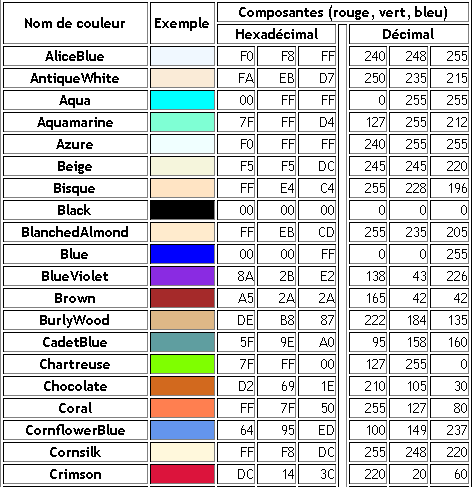 Nom de couleur Exemple Composantes (rouge, vert, bleu)
Hexadécimal Décimal
AliceBlue F0 F8 FF 240 248 255
AntiqueWhite FA EB D7 250 235 215
Aqua 00 FF FF 0 255 255
Aquamarine 7F FF D4 127 255 212
Azure F0 FF FF 240 255 255
Beige F5 F5 DC 245 245 220
Bisque FF E4 C4 255 228 196
Black 00 00 00 0 0 0
BlanchedAlmond FF EB CD 255 235 205
Blue 00 00 FF 0 0 255
BlueViolet 8A 2B E2 138 43 226
Brown A5 2A 2A 165 42 42
BurlyWood DE B8 87 222 184 135
CadetBlue 5F 9E A0 95 158 160
Chartreuse 7F FF 00 127 255 0
Chocolate D2 69 1E 210 105 30
Coral FF 7F 50 255 127 80
CornflowerBlue 64 95 ED 100 149 237
Cornsilk FF F8 DC 255 248 220
Crimson DC 14 3C 220 20 60